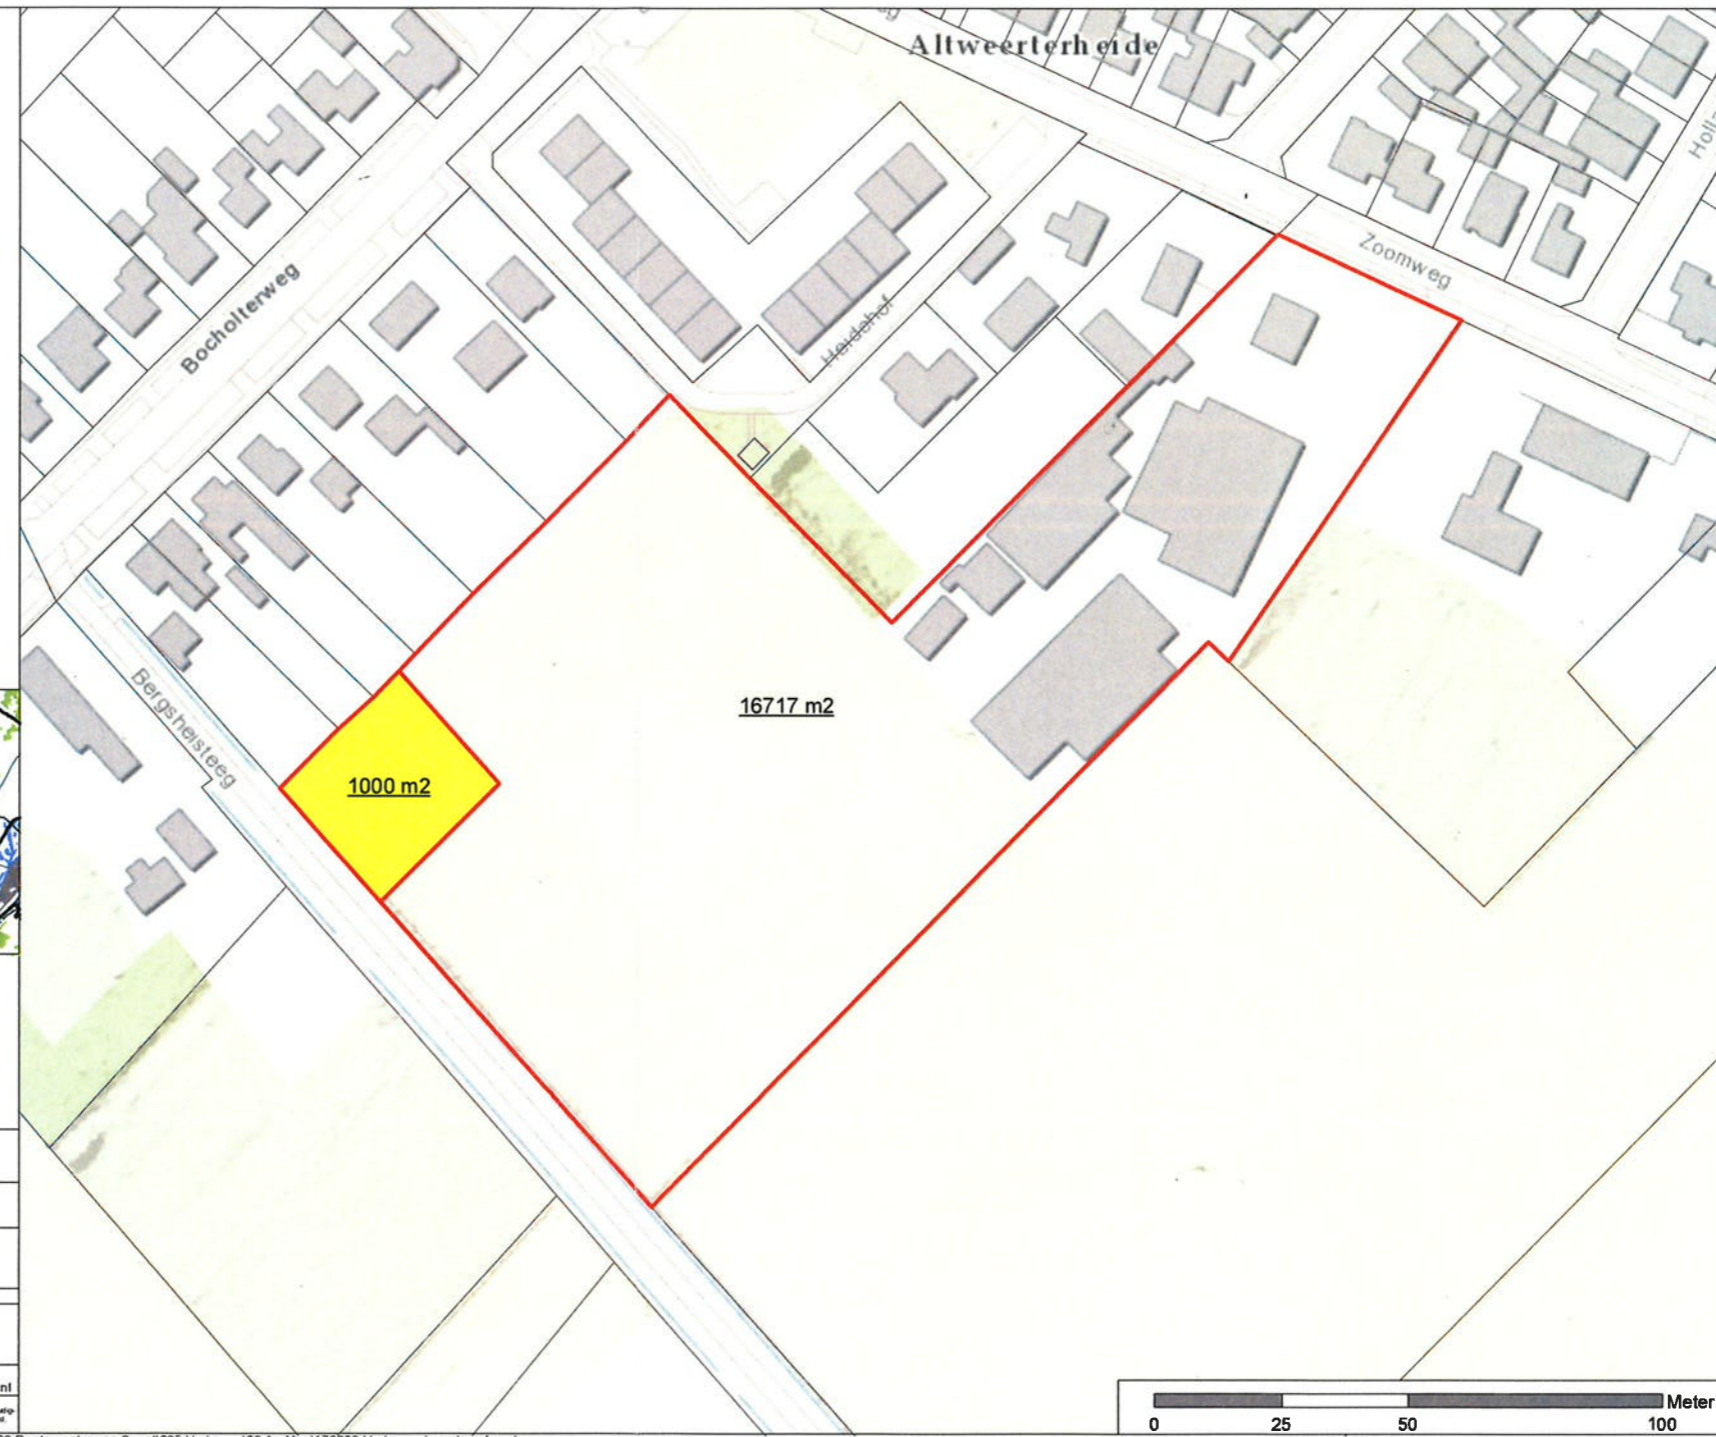 Altweerterheide
Zoomweg
Bocholterweg
Heidehof
Bergsheisteeg
16717 m2
1000 m2
Meter
0 25 50 100